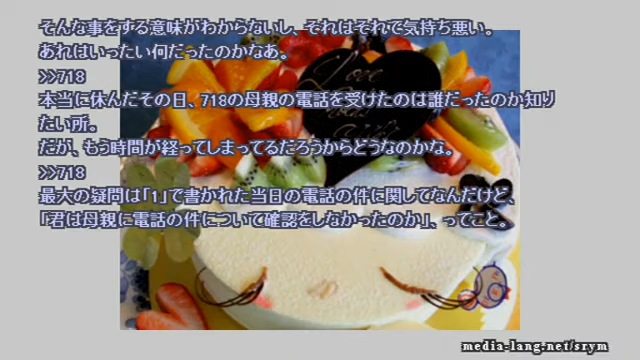 そんな事をする意味がわからないし、それはそれで気持ち悪い。
あれはいったい何だったのかなあ。
>>718
本当に休んだその日、718の母親の電話を受けたのは誰だったのか知り
たい所。
だが、もう時間が経ってしまってるだろうからどうなのかな。
>>718
最大の疑問は「1」で書かれた当日の電話の件に関してなんだけど、
「君は母親に電話の件について確認をしなかったのか」、ってこと。
Love
media-lang-net/srym